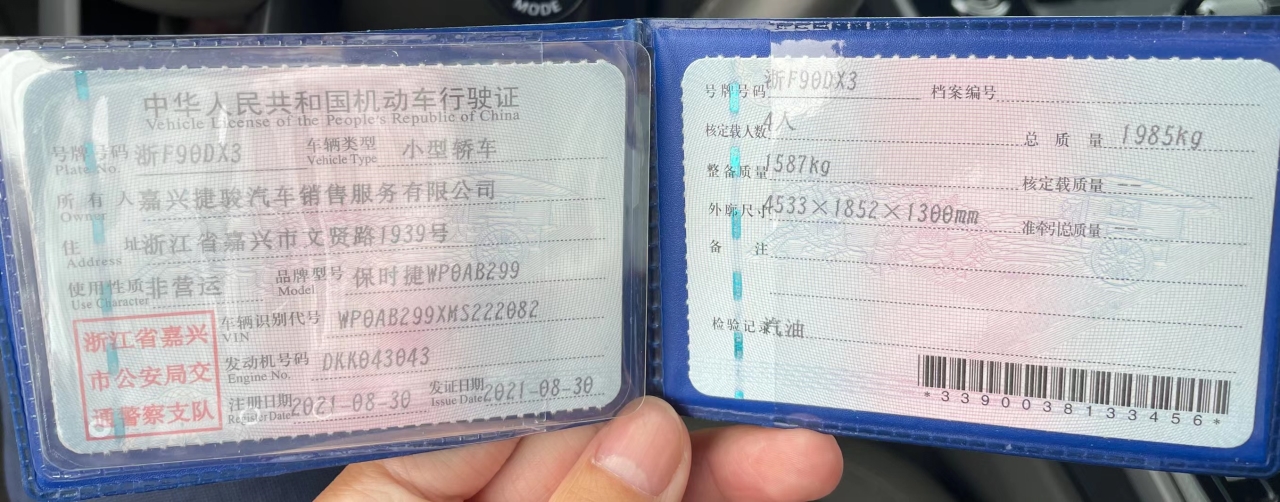 MODE
中华人民共和国机动车行驶证
Vehicle License of the People's Republic of China
号牌号码 浙F90DX3 车辆类型 小型轿车
Plate No. Vehicle Type
所有人 嘉兴捷骏汽车销售服务有限公司
Owner
住址 浙江省嘉兴市文贤路1939号
Address
使用性质 非营运 品牌型号 保时捷WP0AB299
Use Character Model
浙江省嘉兴
市公安局交
通警察支队
车辆识别代号 WP0AB299XMS222082
VIN
发动机号码 DKK043043
Engine No.
注册日期 2021-08-30 发证日期 2021-08-30
Register Date Issue Date
号牌号码 浙F90DX3 档案编号
核定载人数 4人 总质量 1985kg
整备质量 1587kg 核定载质量 --
外廓尺寸 4533×1852×1300mm 准牵引总质量 --
备注
检验记录 汽油
*3390038133456*